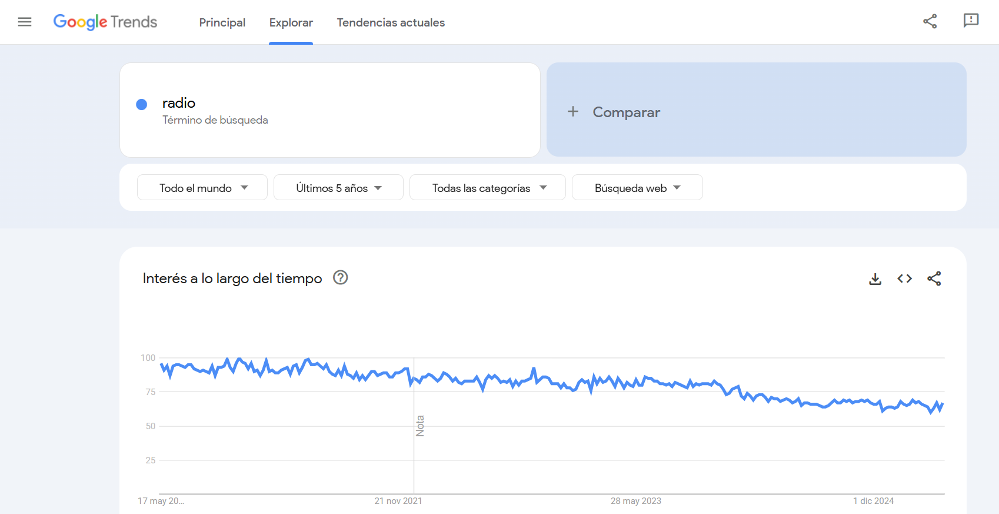 Google Trends
Principal
Explorar
Tendencias actuales
radio
Término de búsqueda
+ Comparar
Todo el mundo
Últimos 5 años
Todas las categorías
Búsqueda web
Interés a lo largo del tiempo
100
75
50
25
Nota
17 may 20...
21 nov 2021
28 may 2023
1 dic 2024